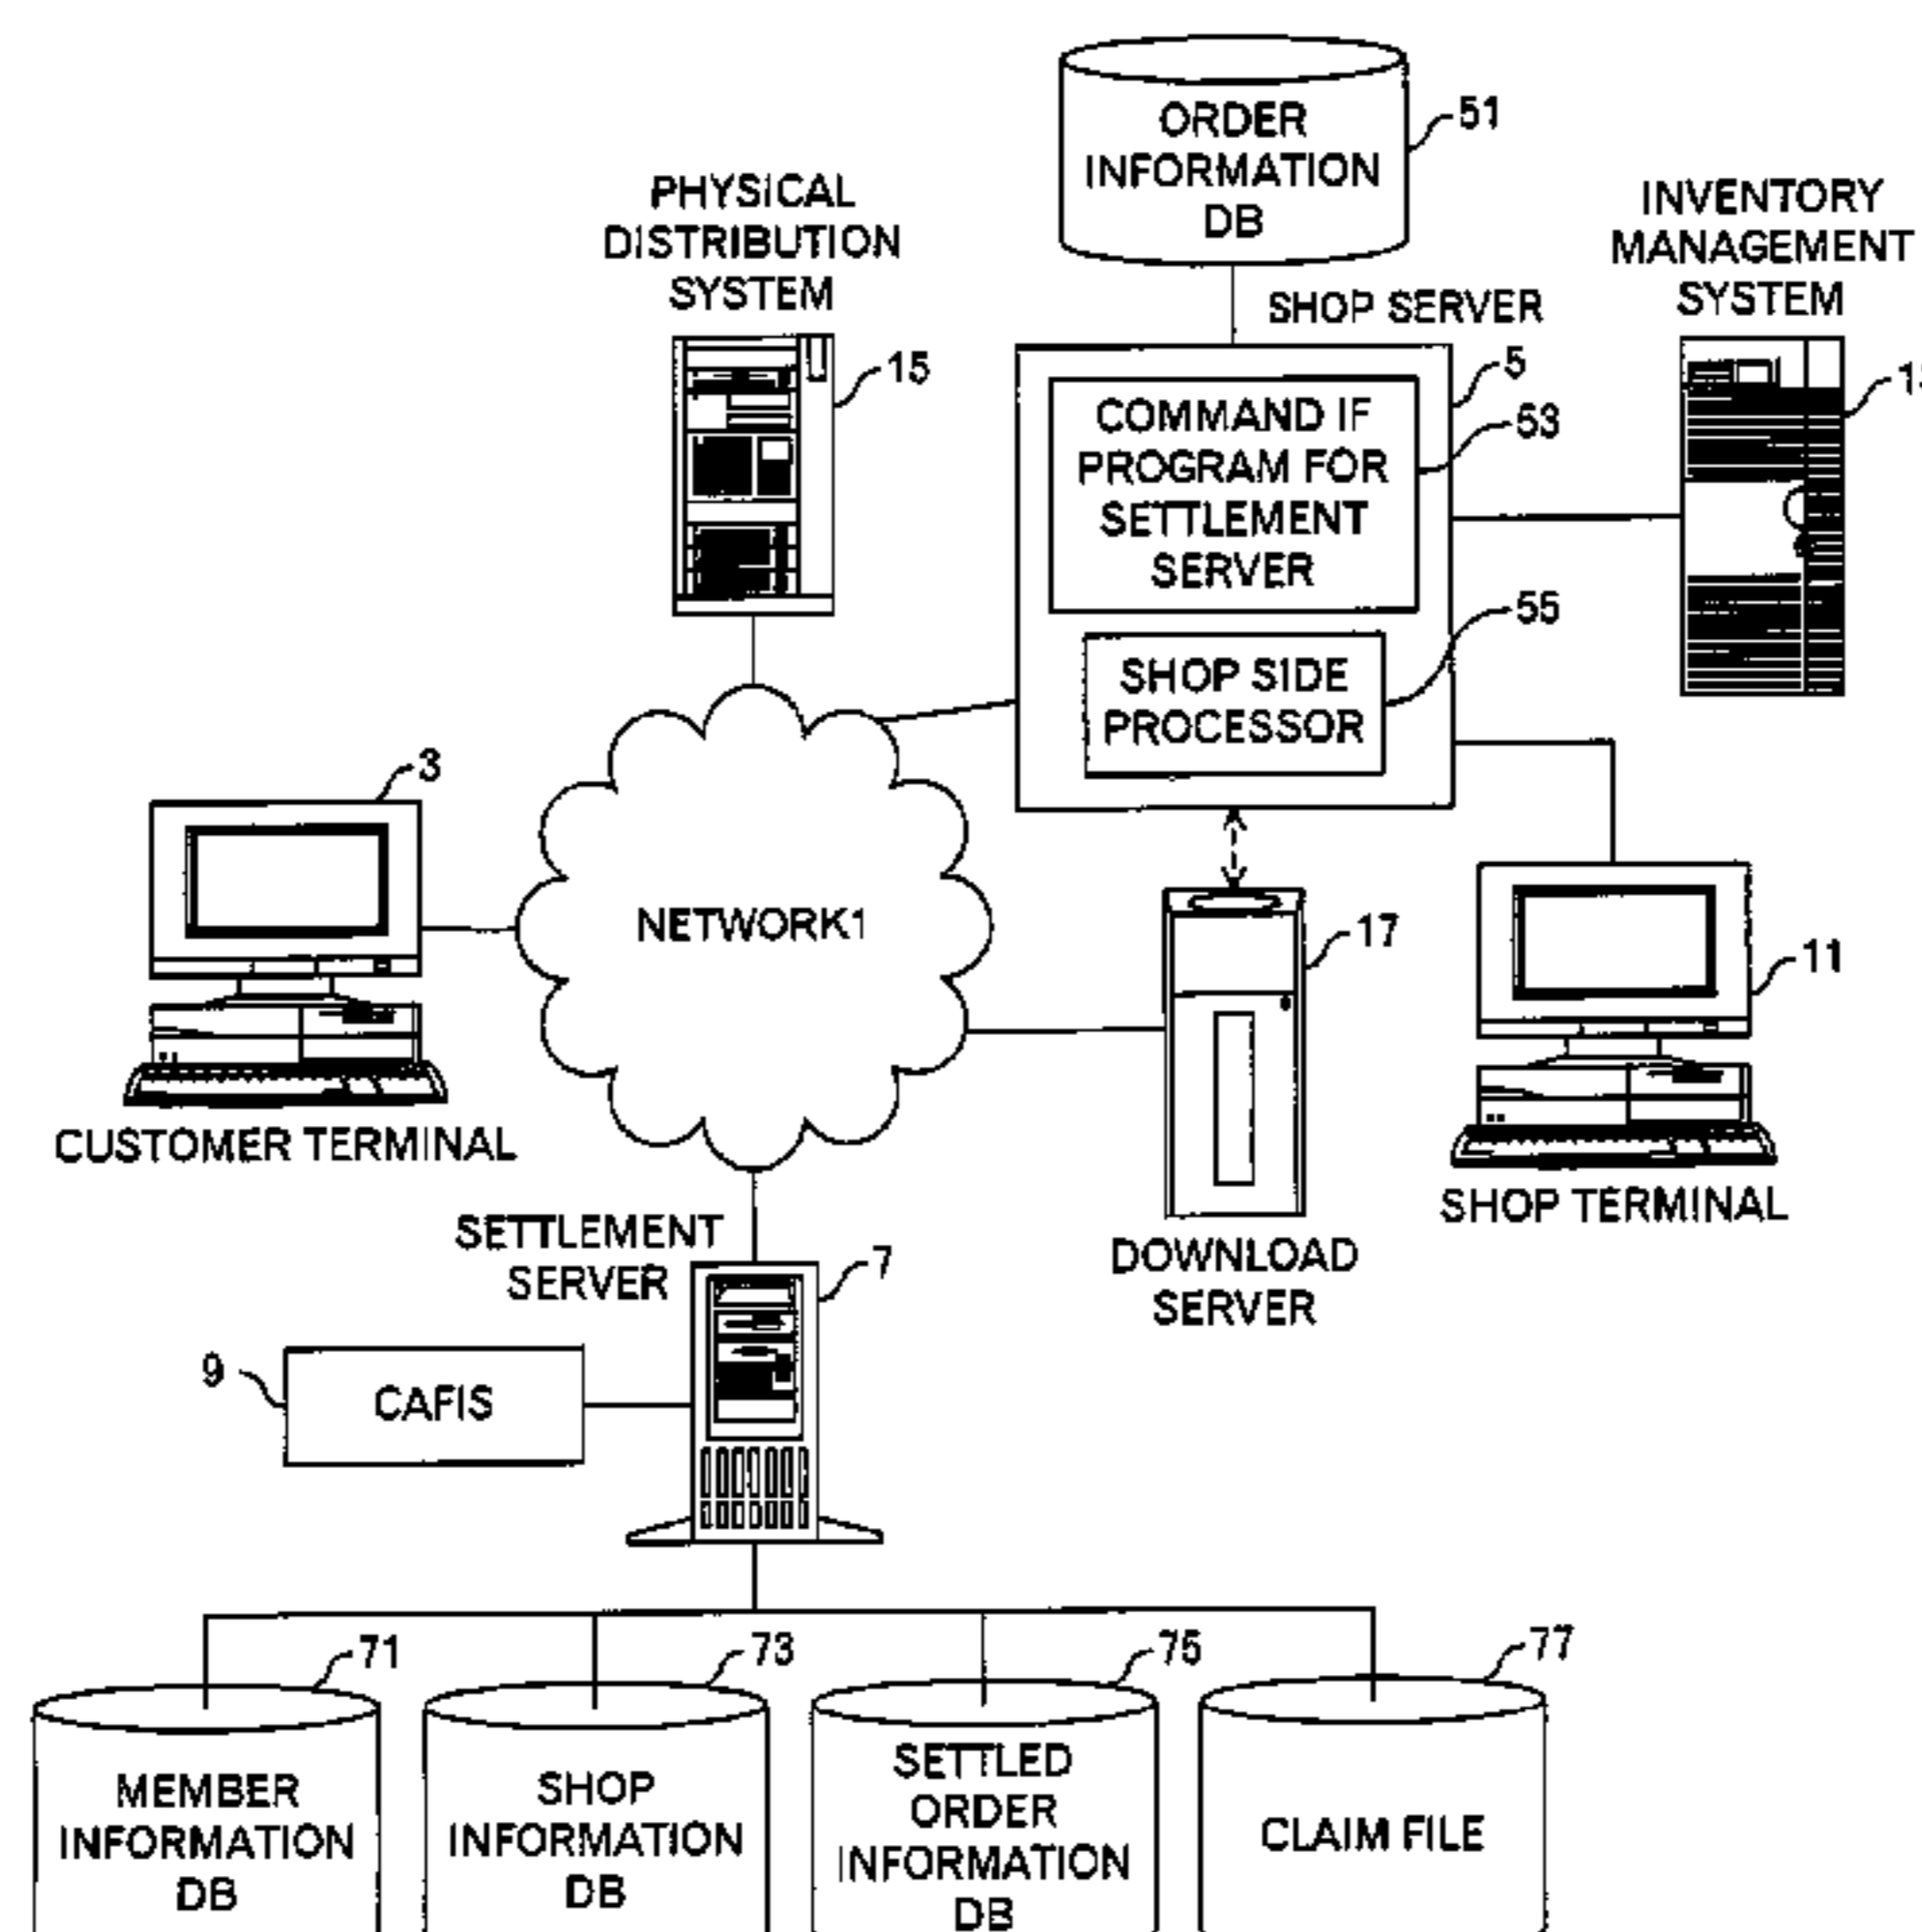 ORDER
INFORMATION
DB
51
PHYSICAL
DISTRIBUTION
SYSTEM
15
INVENTORY
MANAGEMENT
SYSTEM
SHOP SERVER
5
COMMAND IF
PROGRAM FOR
SETTLEMENT
SERVER
53
SHOP SIDE
PROCESSOR
55
3
CUSTOMER TERMINAL
NETWORK1
17
DOWNLOAD
SERVER
11
SHOP TERMINAL
SETTLEMENT
SERVER
7
9
CAFIS
71
MEMBER
INFORMATION
DB
73
SHOP
INFORMATION
DB
75
SETTLED
ORDER
INFORMATION
DB
77
CLAIM FILE